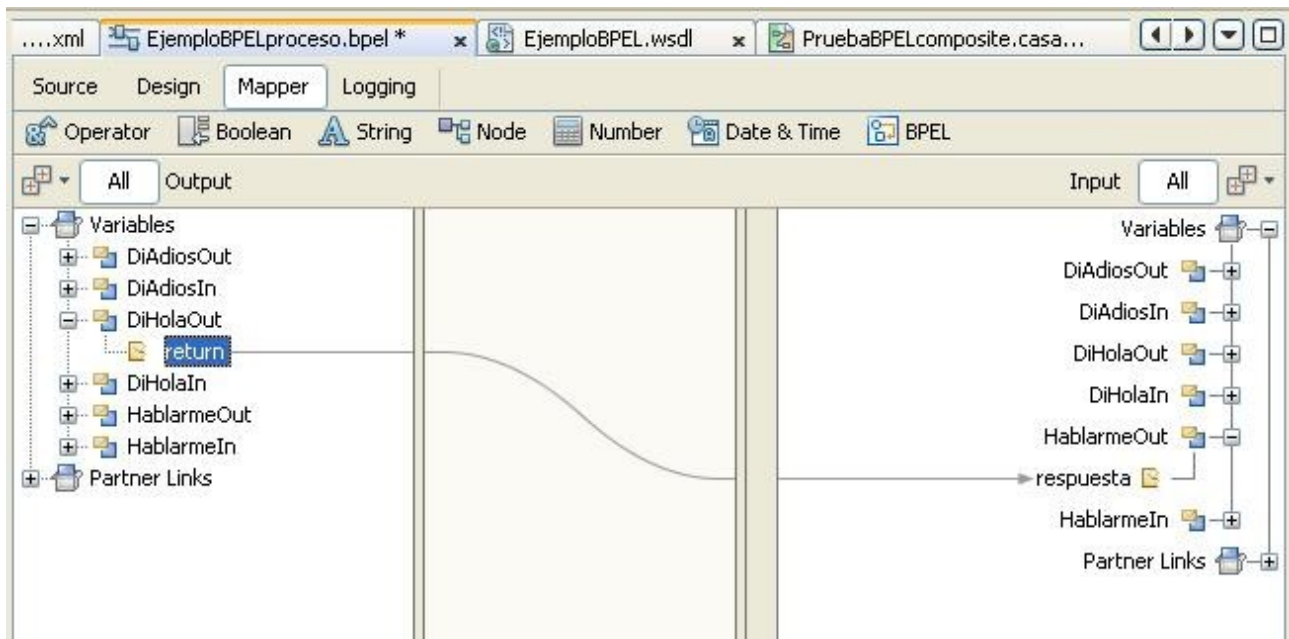 ....xml EjemploBPELproceso.bpel * x EjemploBPEL.wsdl x PruebaBPELcomposite.casa...
Source Design Mapper Logging
Operator Boolean String Node Number Date & Time BPEL
All Output Input All
Variables
DiAdiosOut
DiAdiosIn
DiHolaOut
return
DiHolaIn
HablarmeOut
HablarmeIn
Partner Links
Variables
DiAdiosOut
DiAdiosIn
DiHolaOut
DiHolaIn
HablarmeOut
respuesta
HablarmeIn
Partner Links